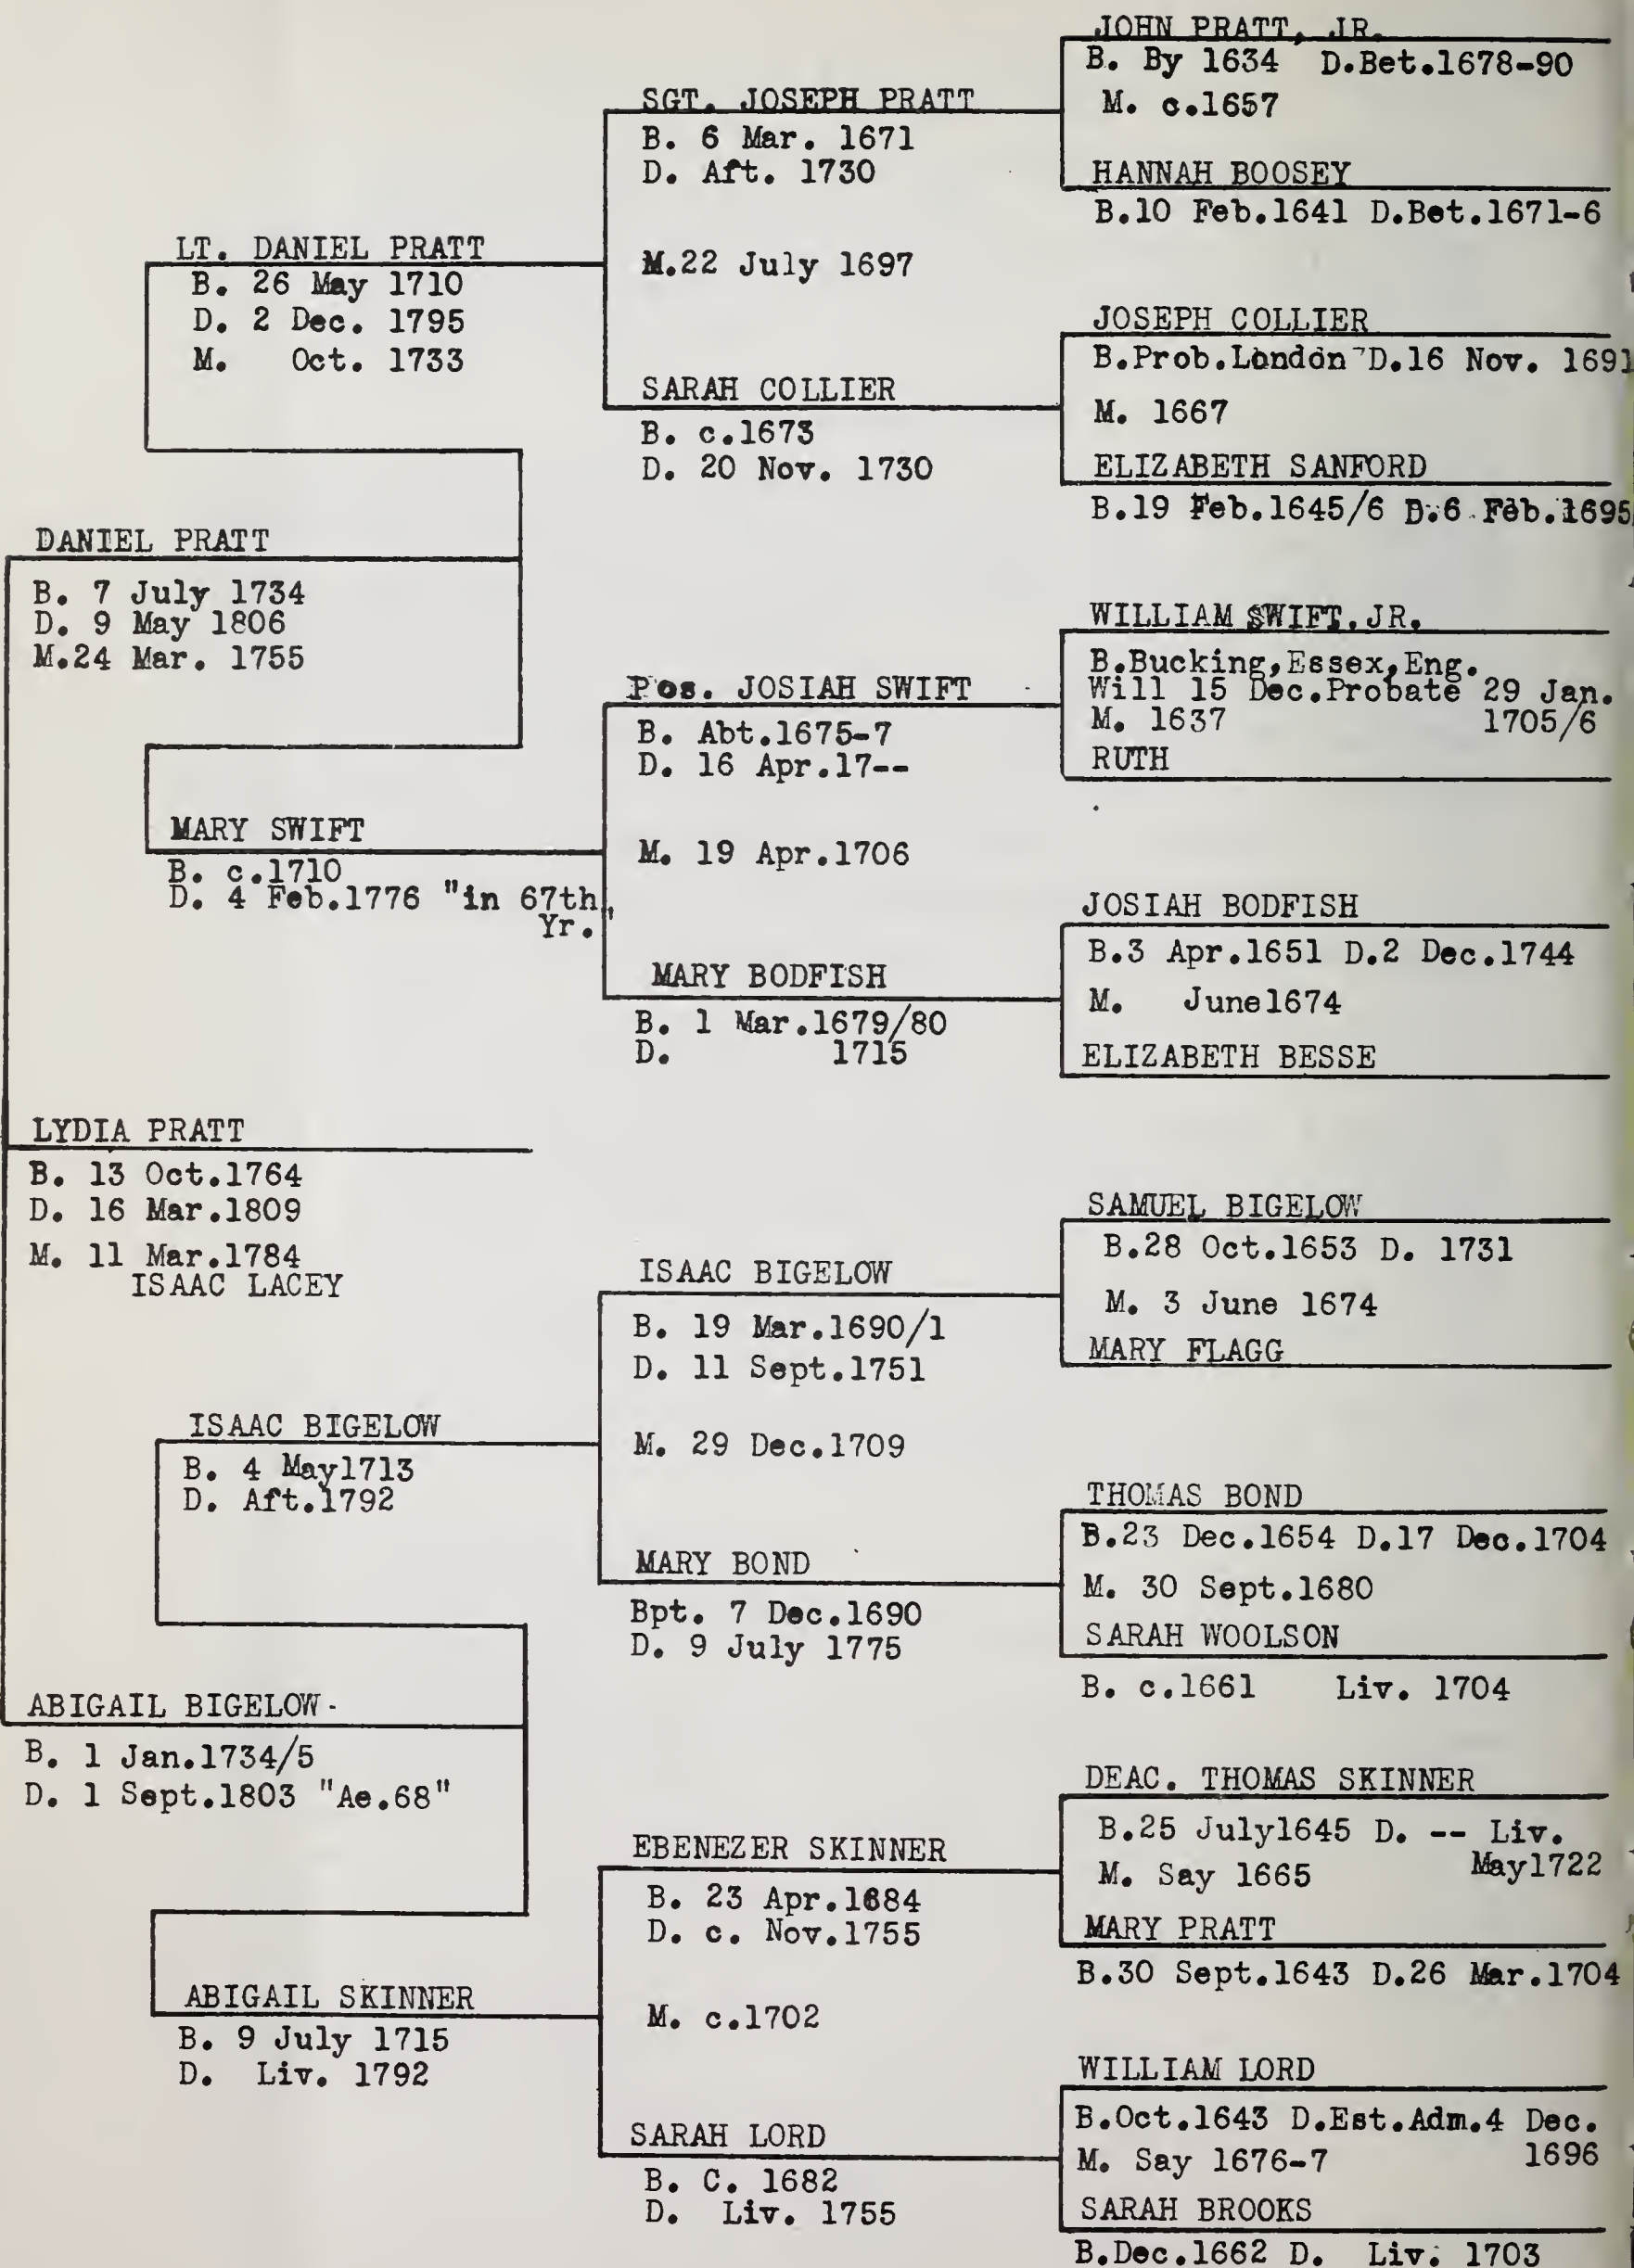 JOHN PRATT, JR.
B. By 1634 D.Bet.1678-90
M. c.1657
SGT. JOSEPH PRATT
B. 6 Mar. 1671
D. Aft. 1730
HANNAH BOOSEY
B.10 Feb.1641 D.Bet.1671-6
LT. DANIEL PRATT
B. 26 May 1710
D. 2 Dec. 1795
M. Oct. 1733
M.22 July 1697
JOSEPH COLLIER
B.Prob.London D.16 Nov. 1691
M. 1667
SARAH COLLIER
B. c.1673
D. 20 Nov. 1730
ELIZABETH SANFORD
B.19 Feb.1645/6 D.6 Feb.1695
DANIEL PRATT
B. 7 July 1734
D. 9 May 1806
M.24 Mar. 1755
WILLIAM SWIFT, JR.
B.Bucking,Essex,Eng.
Will 15 Dec.Probate 29 Jan.
M. 1637 1705/6
RUTH
Pos. JOSIAH SWIFT
B. Abt.1675-7
D. 16 Apr.17--
M. 19 Apr.1706
MARY SWIFT
B. c.1710
D. 4 Feb.1776 "in 67th
Yr."
JOSIAH BODFISH
B.3 Apr.1651 D.2 Dec.1744
M. June1674
ELIZABETH BESSE
MARY BODFISH
B. 1 Mar.1679/80
D. 1715
LYDIA PRATT
B. 13 Oct.1764
D. 16 Mar.1809
M. 11 Mar.1784
ISAAC LACEY
SAMUEL BIGELOW
B.28 Oct.1653 D. 1731
M. 3 June 1674
MARY FLAGG
ISAAC BIGELOW
B. 19 Mar.1690/1
D. 11 Sept.1751
M. 29 Dec.1709
ISAAC BIGELOW
B. 4 May1713
D. Aft.1792
THOMAS BOND
B.23 Dec.1654 D.17 Dec.1704
M. 30 Sept.1680
SARAH WOOLSON
B. c.1661 Liv. 1704
MARY BOND
Bpt. 7 Dec.1690
D. 9 July 1775
ABIGAIL BIGELOW
B. 1 Jan.1734/5
D. 1 Sept.1803 "Ae.68"
DEAC. THOMAS SKINNER
B.25 July1645 D. -- Liv.
M. Say 1665 May1722
MARY PRATT
B.30 Sept.1643 D.26 Mar.1704
EBENEZER SKINNER
B. 23 Apr.1684
D. c. Nov.1755
M. c.1702
ABIGAIL SKINNER
B. 9 July 1715
D. Liv. 1792
WILLIAM LORD
B.Oct.1643 D.Est.Adm.4 Dec.
M. Say 1676-7 1696
SARAH BROOKS
B.Dec.1662 D. Liv. 1703
SARAH LORD
B. C. 1682
D. Liv. 1755